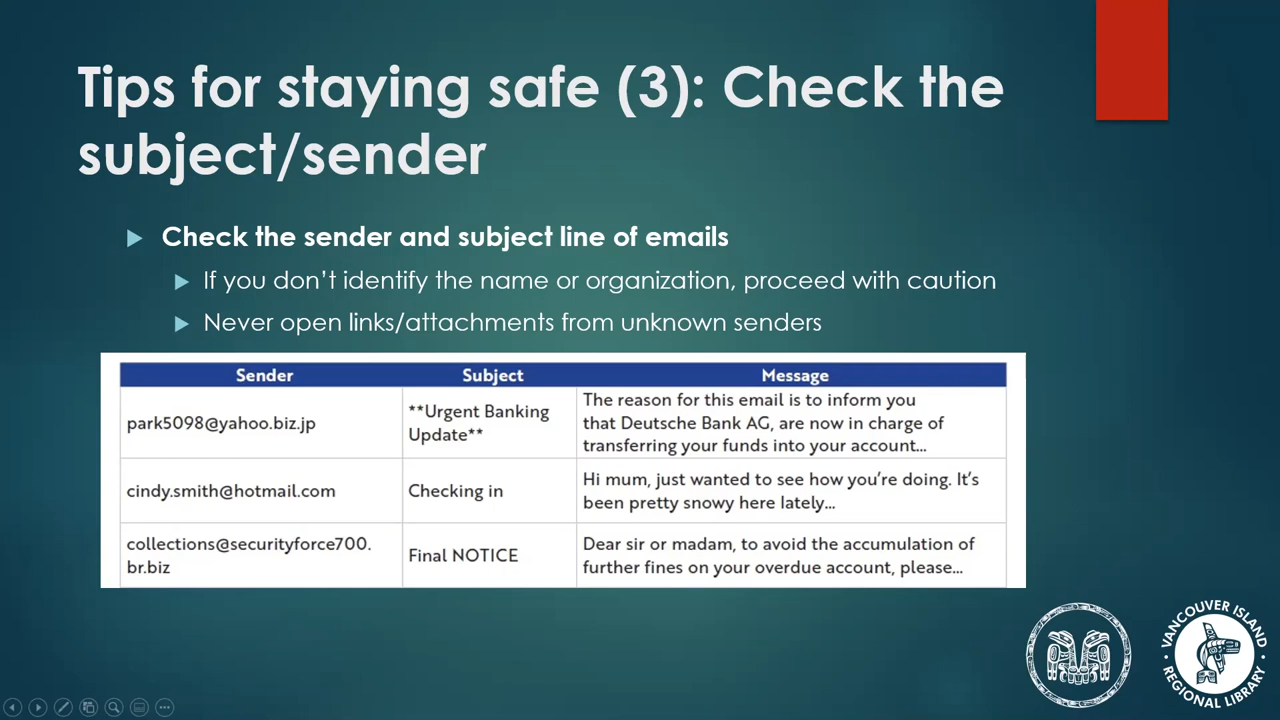 Tips for staying safe (3): Check the
subject/sender
Check the sender and subject line of emails
If you don't identify the name or organization, proceed with caution
Never open links/attachments from unknown senders
Sender Subject Message
park5098@yahoo.biz.jp
**Urgent Banking
Update**
The reason for this email is to inform you
that Deutsche Bank AG, are now in charge of
transferring your funds into your account...
cindy.smith@hotmail.com
Checking in
Hi mum, just wanted to see how you're doing. It's
been pretty snowy here lately...
collections@securityforce700.
br.biz
Final NOTICE
Dear sir or madam, to avoid the accumulation of
further fines on your overdue account, please...
VANCOUVER ISLAND
REGIONAL LIBRARY